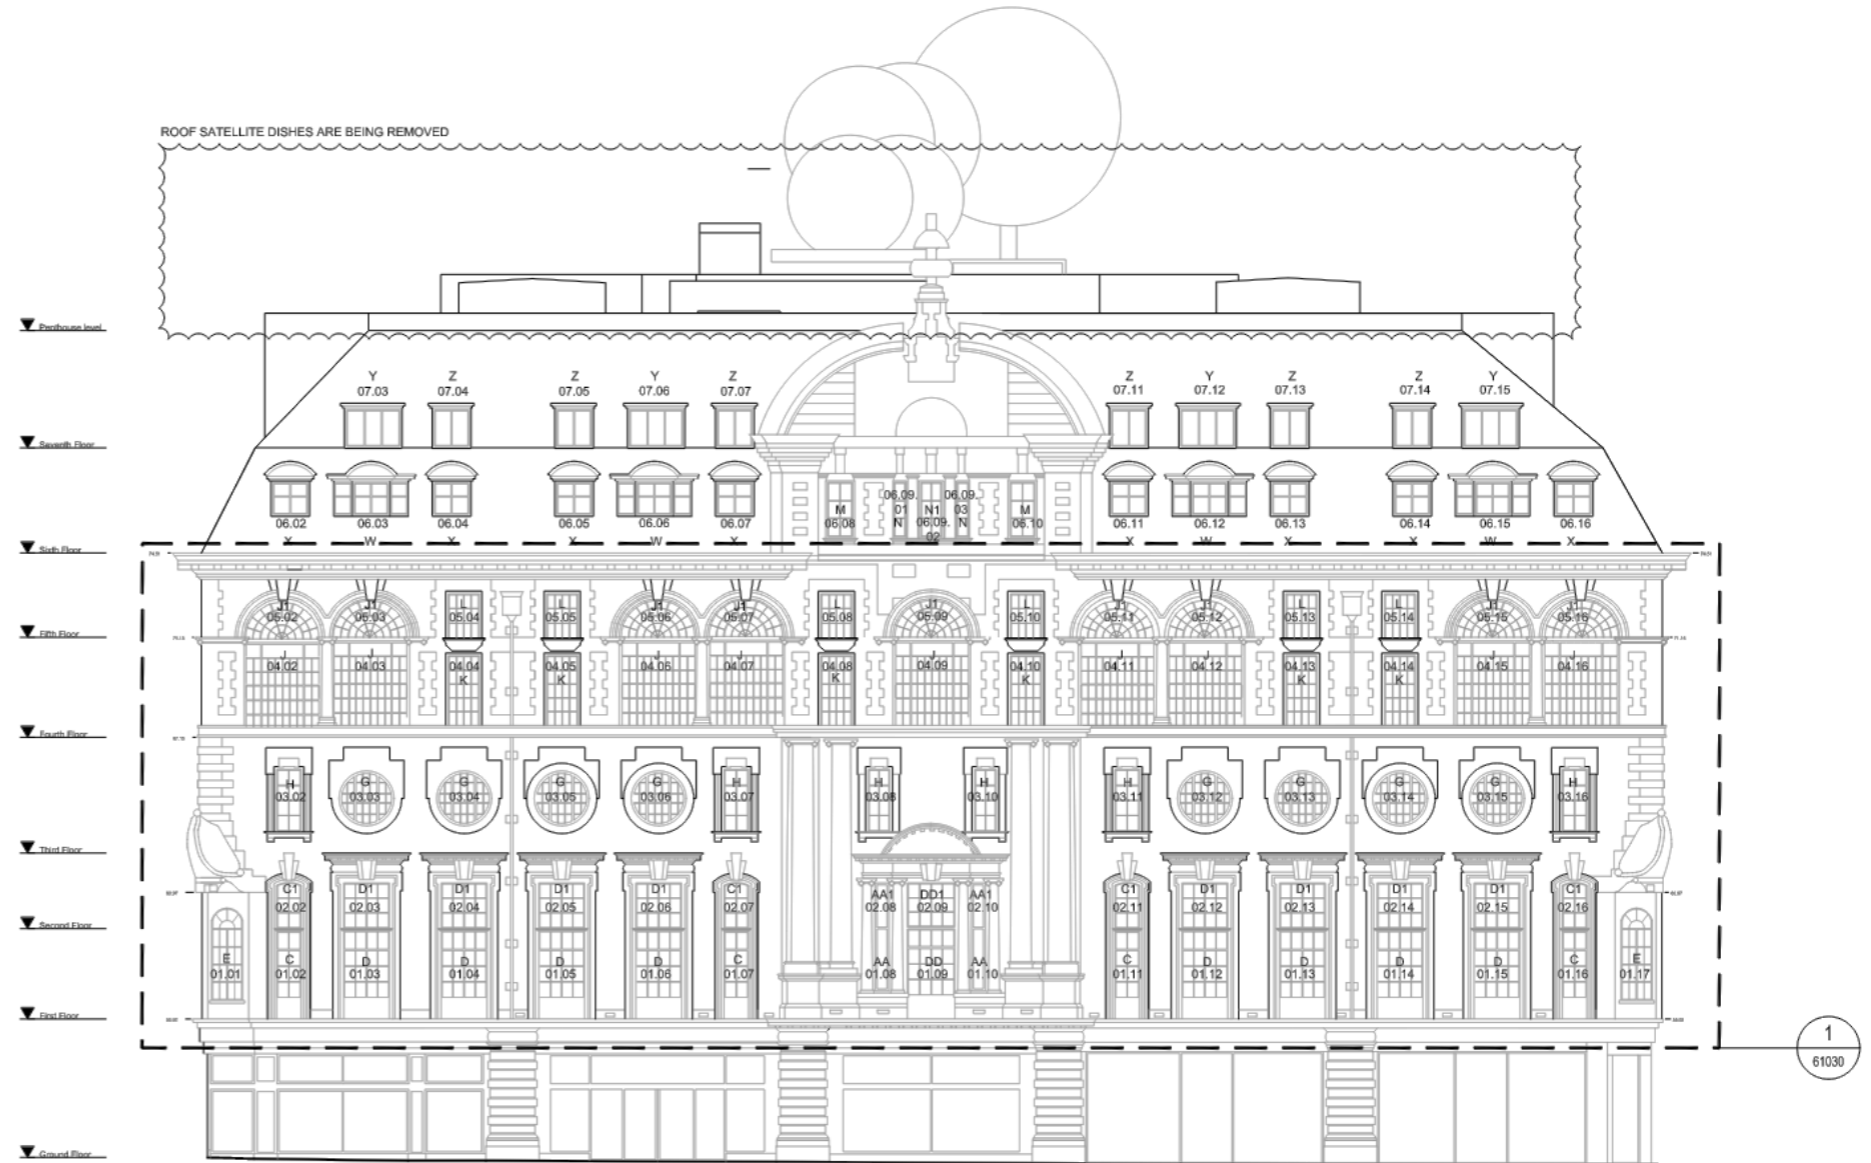 ROOF SATELLITE DISHES ARE BEING REMOVED
Penthouse level
Y Z Z Y Z Z Y Z Z Y
07.03 07.04 07.05 07.06 07.07 07.11 07.12 07.13 07.14 07.15
Seventh Floor
06.09. 06.09.
M 01 N1 03 M
06.08 N 06.09. N 06.10
02
06.02 06.03 06.04 06.05 06.06 06.07 06.11 06.12 06.13 06.14 06.15 06.16
X W X X W X X W X X W X
Sixth Floor
J1 J1 L L J1 J1 L J1 L J1 J1 L L J1 J1
05.02 05.03 05.04 05.05 05.06 05.07 05.08 05.09 05.10 05.11 05.12 05.13 05.14 05.15 05.16
Fifth Floor
J J J J J J J J J
04.02 04.03 04.04 04.05 04.06 04.07 04.08 04.09 04.10 04.11 04.12 04.13 04.14 04.15 04.16
K K K K K K
Fourth Floor
H G G G G H H H H G G G G H
03.02 03.03 03.04 03.05 03.06 03.07 03.08 03.10 03.11 03.12 03.13 03.14 03.15 03.16
Third Floor
C1 D1 D1 D1 D1 C1 AA1 DD1 AA1 C1 D1 D1 D1 D1 C1
02.02 02.03 02.04 02.05 02.06 02.07 02.08 02.09 02.10 02.11 02.12 02.13 02.14 02.15 02.16
Second Floor
E C D D D D C AA DD AA C D D D D C E
01.01 01.02 01.03 01.04 01.05 01.06 01.07 01.08 01.09 01.10 01.11 01.12 01.13 01.14 01.15 01.16 01.17
First Floor
1
61030
Ground Floor